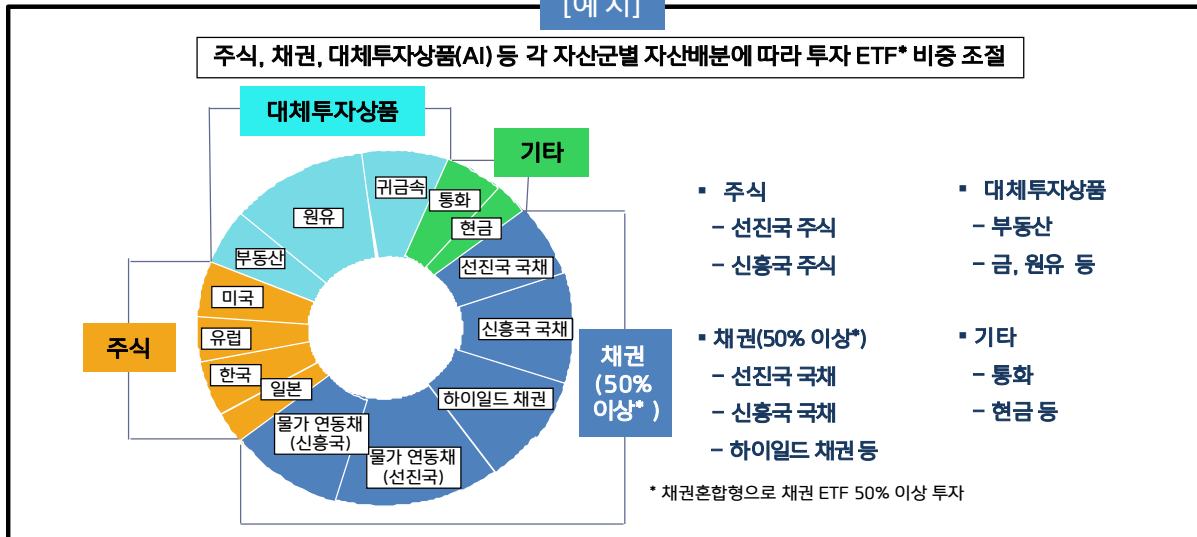 [예 시]
주식, 채권, 대체투자상품(AI) 등 각 자산군별 자산배분에 따라 투자 ETF* 비중 조절
대체투자상품
기타
귀금속
통화
원유
현금
부동산
선진국 국채
미국
신흥국 국채
유럽
주식
한국
일본
하이일드 채권
채권
(50%
이상* )
물가 연동채
(신흥국)
물가 연동채
(선진국)
▪ 주식
– 선진국 주식
– 신흥국 주식
▪ 대체투자상품
– 부동산
– 금, 원유 등
▪ 채권(50% 이상*)
– 선진국 국채
– 신흥국 국채
– 하이일드 채권 등
▪ 기타
– 통화
– 현금 등
* 채권혼합형으로 채권 ETF 50% 이상 투자